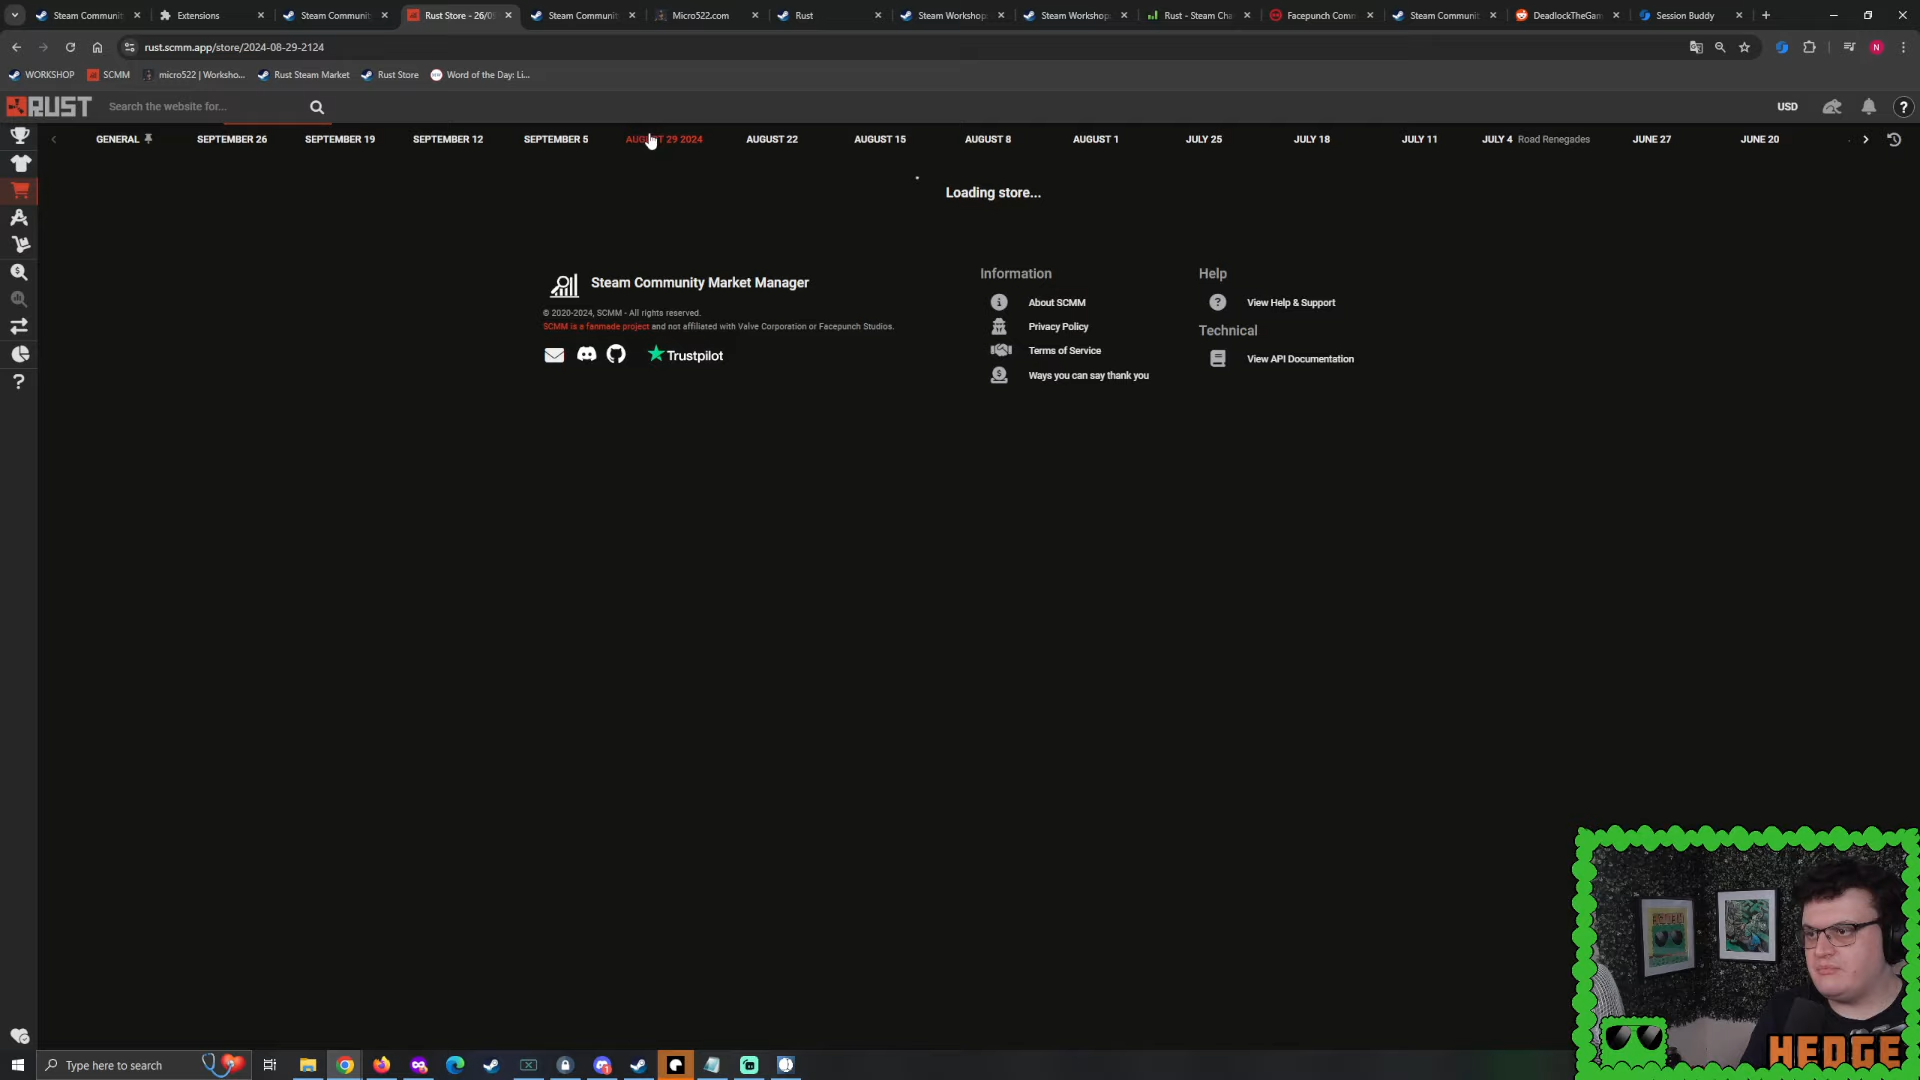 Steam Communit
Extensions
Steam Communit
Rust Store - 26/0
Steam Communit
Micro522.com
Rust
Steam Workshop:
Steam Workshop:
Rust - Steam Cha
Facepunch Comm
Steam Communit
DeadlockTheGam
Session Buddy
rust.scmm.app/store/2024-08-29-2124
WORKSHOP
SCMM
micro522 | Worksho...
Rust Steam Market
Rust Store
Word of the Day: Li...
RUST
Search the website for...
USD
GENERAL
SEPTEMBER 26
SEPTEMBER 19
SEPTEMBER 12
SEPTEMBER 5
AUGUST 29 2024
AUGUST 22
AUGUST 15
AUGUST 8
AUGUST 1
JULY 25
JULY 18
JULY 11
JULY 4 Road Renegades
JUNE 27
JUNE 20
Loading store...
Steam Community Market Manager
© 2020-2024, SCMM - All rights reserved.
SCMM is a fanmade project and not affiliated with Valve Corporation or Facepunch Studios.
Trustpilot
Information
About SCMM
Privacy Policy
Terms of Service
Ways you can say thank you
Help
View Help & Support
Technical
View API Documentation
HEDGE
Type here to search